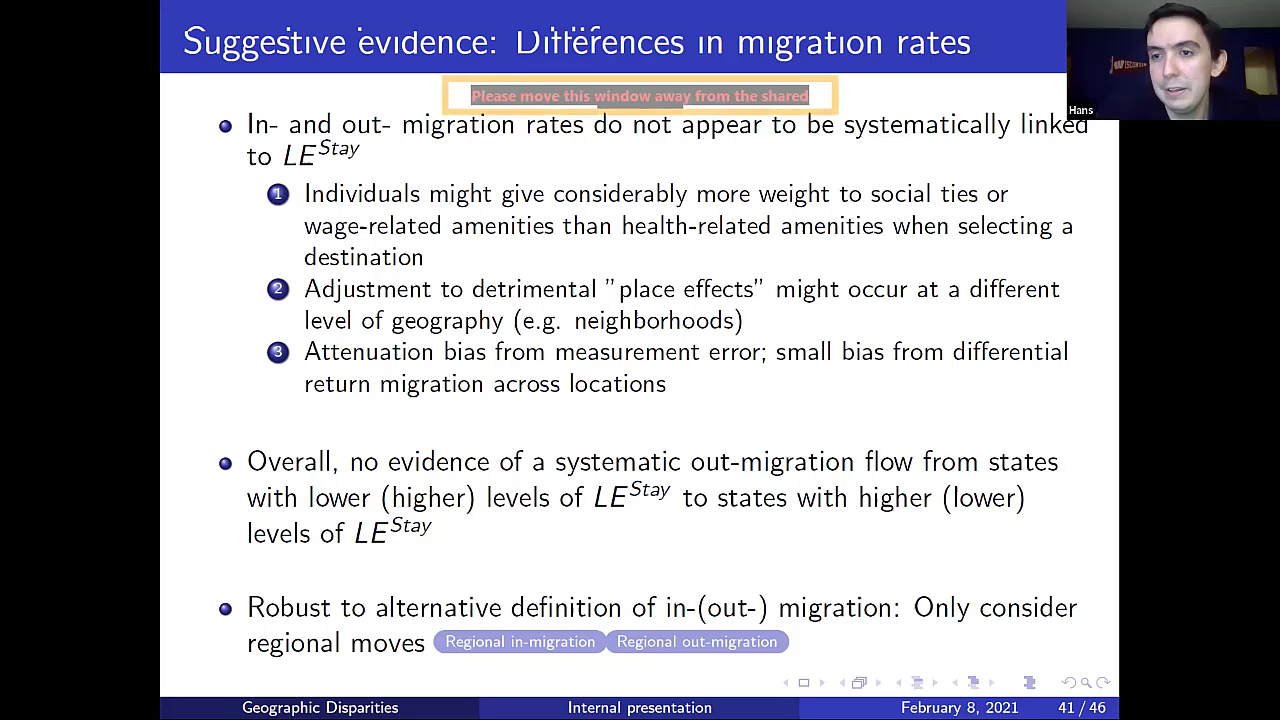 Suggestive evidence: Differences in migration rates
Please move this window away from the shared
WISCONSIN
Hans
In- and out- migration rates do not appear to be systematically linked
to LE^Stay
1 Individuals might give considerably more weight to social ties or
wage-related amenities than health-related amenities when selecting a
destination
2 Adjustment to detrimental ”place effects” might occur at a different
level of geography (e.g. neighborhoods)
3 Attenuation bias from measurement error; small bias from differential
return migration across locations
Overall, no evidence of a systematic out-migration flow from states
with lower (higher) levels of LE^Stay to states with higher (lower)
levels of LE^Stay
Robust to alternative definition of in-(out-) migration: Only consider
regional moves Regional in-migration Regional out-migration
Geographic Disparities Internal presentation February 8, 2021 41 / 46